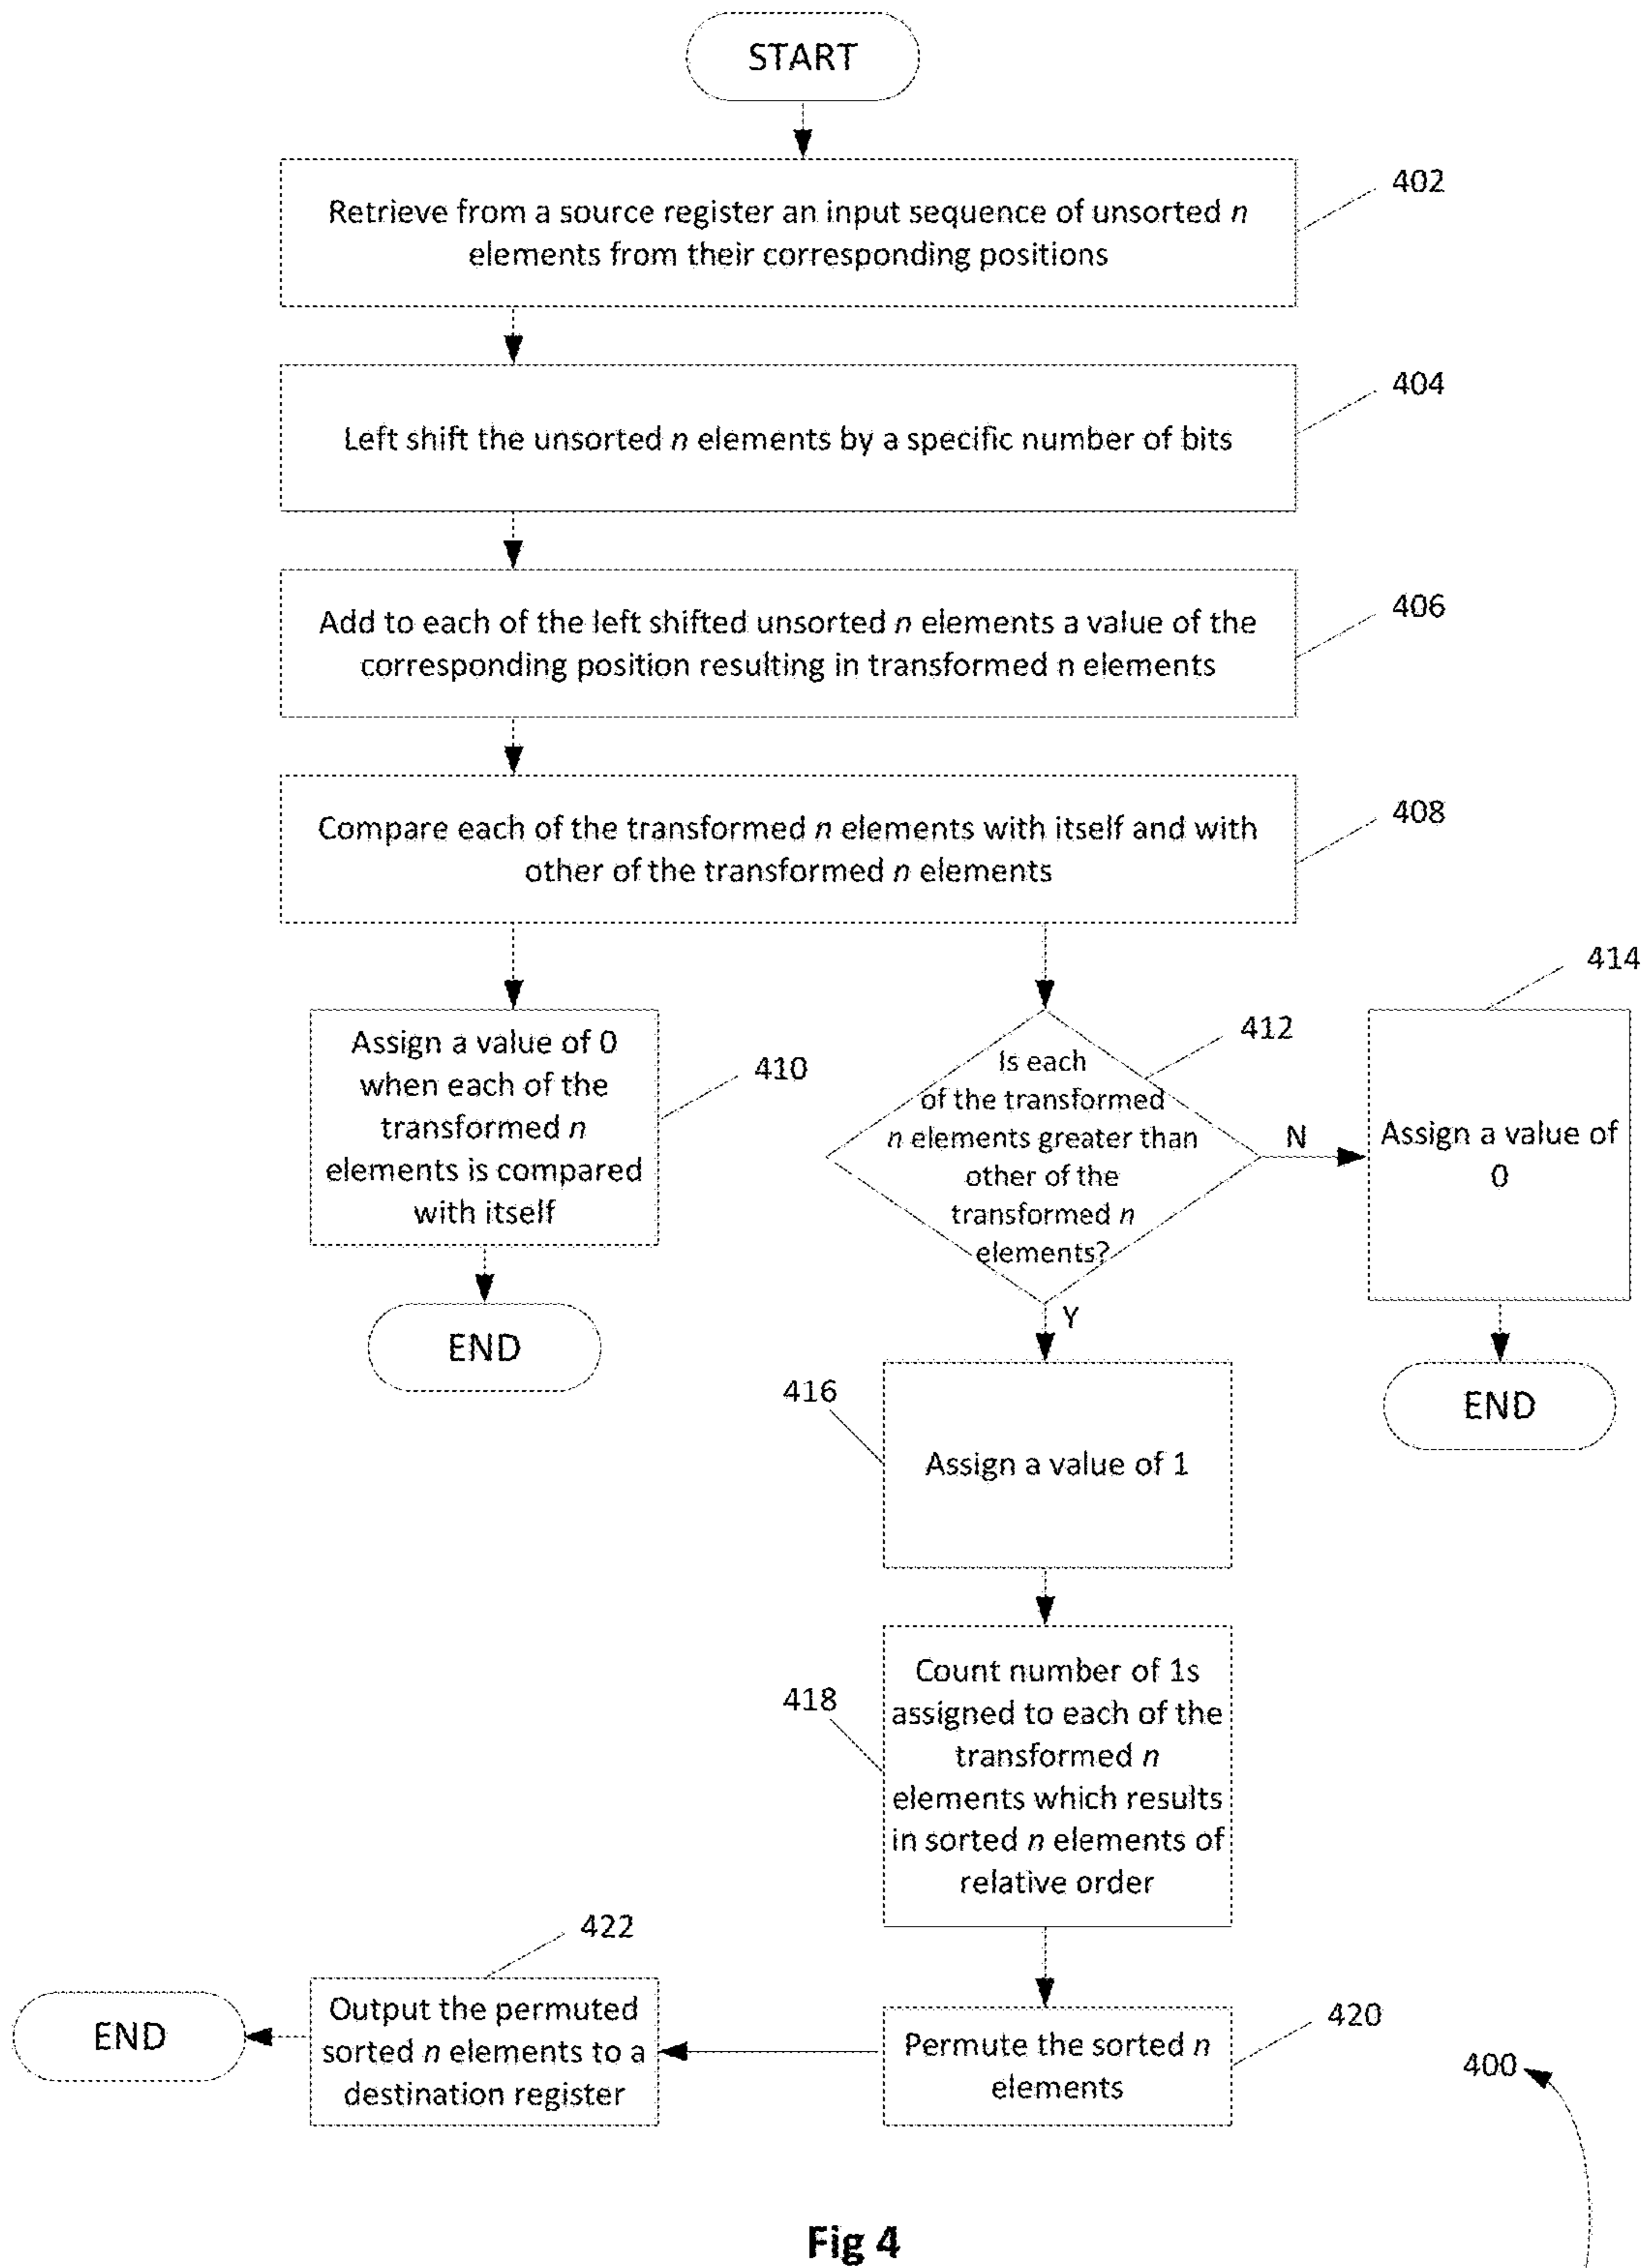 START
402
Retrieve from a source register an input sequence of unsorted n
elements from their corresponding positions
404
Left shift the unsorted n elements by a specific number of bits
406
Add to each of the left shifted unsorted n elements a value of the
corresponding position resulting in transformed n elements
408
Compare each of the transformed n elements with itself and with
other of the transformed n elements
410
Assign a value of 0
when each of the
transformed n
elements is compared
with itself
END
412
Is each
of the transformed
n elements greater than
other of the
transformed n
elements?
N
414
Assign a value of
0
END
Y
416
Assign a value of 1
418
Count number of 1s
assigned to each of the
transformed n
elements which results
in sorted n elements of
relative order
420
Permute the sorted n
elements
422
Output the permuted
sorted n elements to a
destination register
END
400
Fig 4